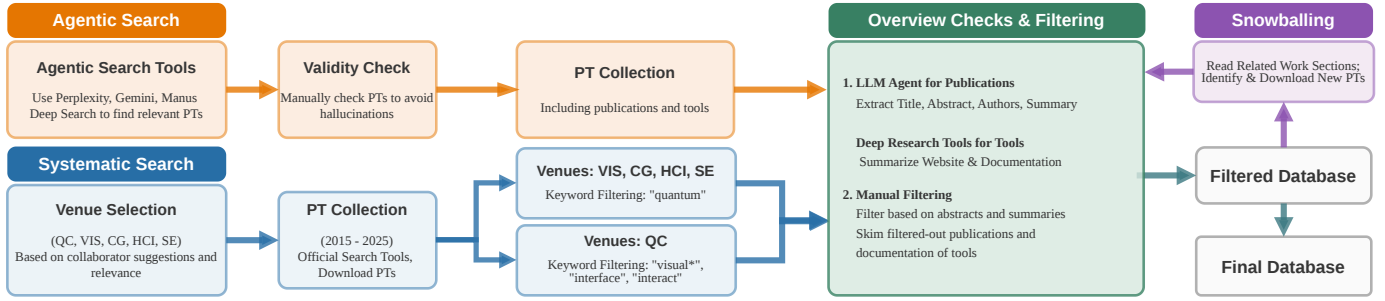 Agentic Search
Agentic Search Tools
Use Perplexity, Gemini, Manus
Deep Search to find relevant PTs
Validity Check
Manually check PTs to avoid
hallucinations
PT Collection
Including publications and tools
Systematic Search
Venue Selection
(QC, VIS, CG, HCI, SE)
Based on collaborator suggestions and
relevance
PT Collection
(2015 - 2025)
Official Search Tools,
Download PTs
Venues: VIS, CG, HCI, SE
Keyword Filtering: "quantum"
Venues: QC
Keyword Filtering: "visual*",
"interface", "interact"
Overview Checks & Filtering
1. LLM Agent for Publications
Extract Title, Abstract, Authors, Summary
Deep Research Tools for Tools
Summarize Website & Documentation
2. Manual Filtering
Filter based on abstracts and summaries
Skim filtered-out publications and
documentation of tools
Snowballing
Read Related Work Sections;
Identify & Download New PTs
Filtered Database
Final Database